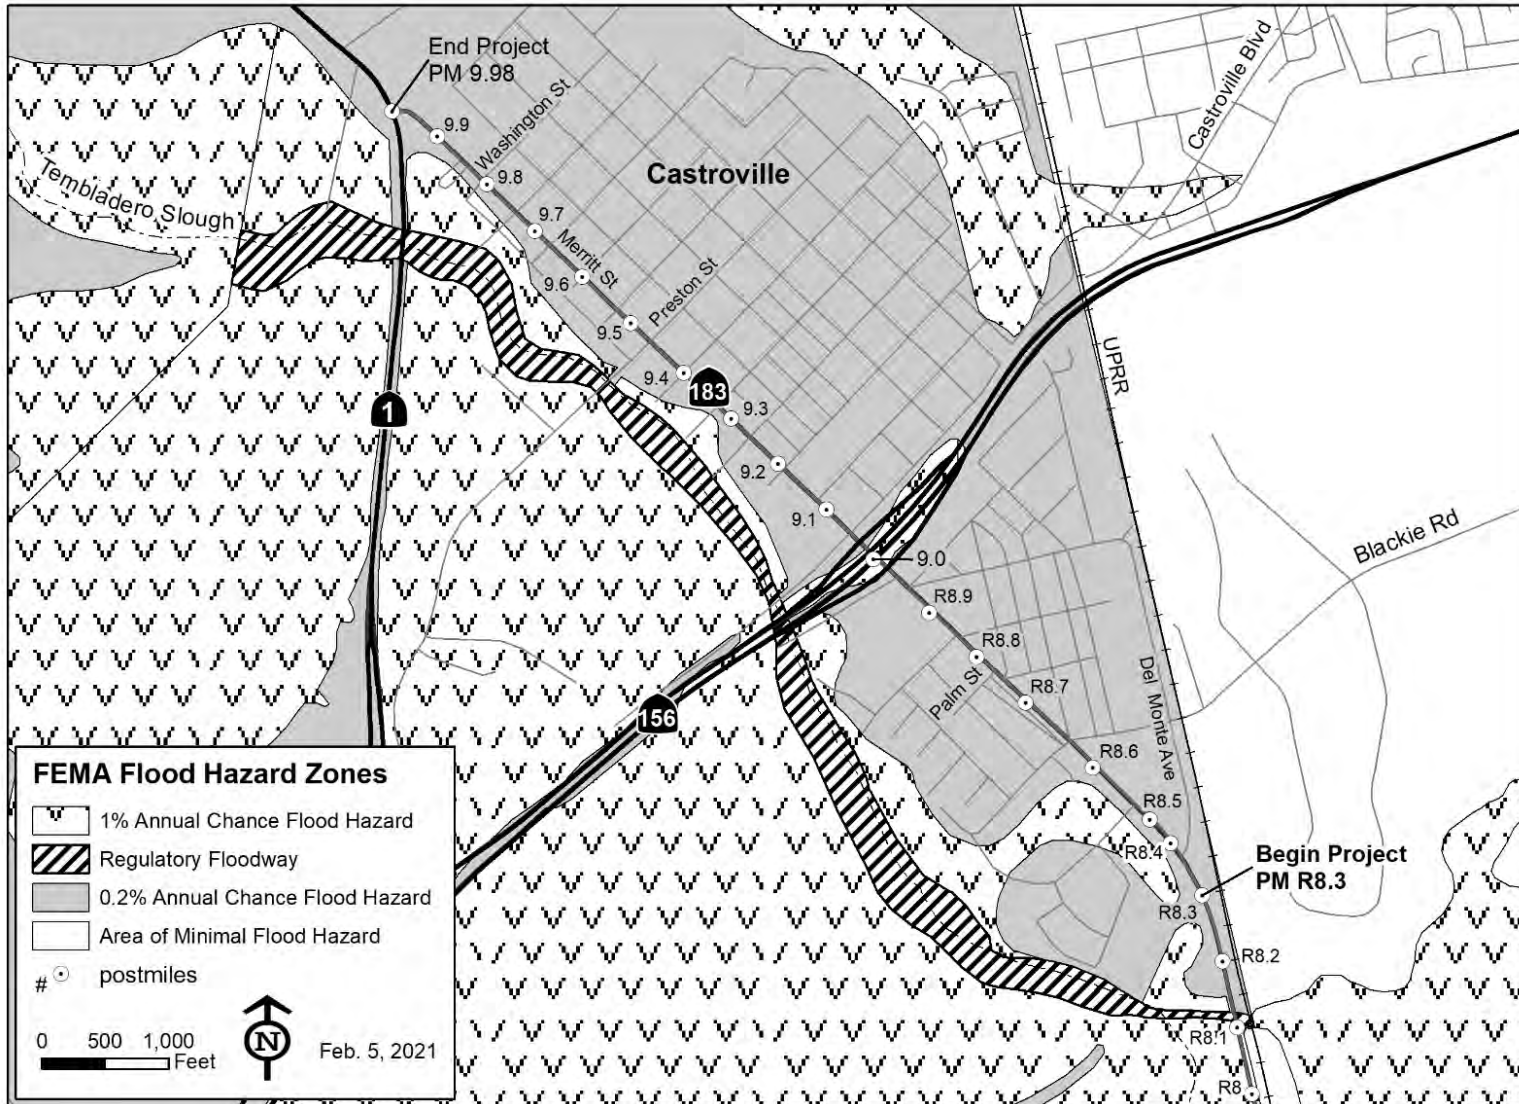 End Project
PM 9.98
Castroville Blvd
9.9
Washington St
9.8
Castroville
Tembladero Slough
9.7
Merritt St
9.6
Preston St
9.5
UPRR
9.4
183
9.3
1
9.2
9.1
Blackie Rd
9.0
R8.9
R8.8
Palm St
R8.7
Del Monte Ave
156
R8.6
R8.5
R8.4
Begin Project
PM R8.3
R8.3
R8.2
R8.1
R8
FEMA Flood Hazard Zones
1% Annual Chance Flood Hazard
Regulatory Floodway
0.2% Annual Chance Flood Hazard
Area of Minimal Flood Hazard
# postmiles
0 500 1,000
Feet
N
Feb. 5, 2021